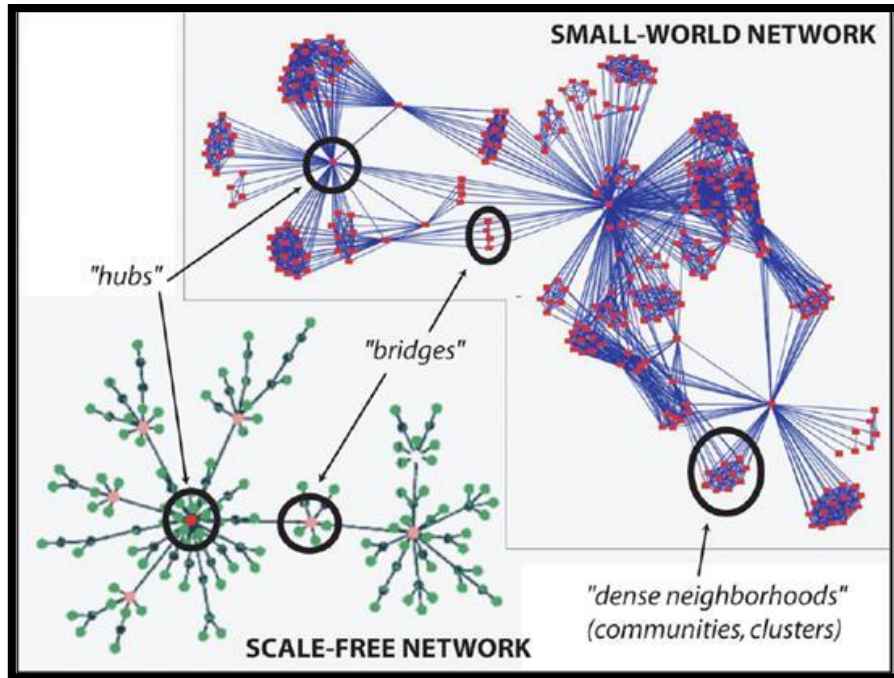 SMALL-WORLD NETWORK
"hubs"
"bridges"
"dense neighborhoods"
(communities, clusters)
SCALE-FREE NETWORK